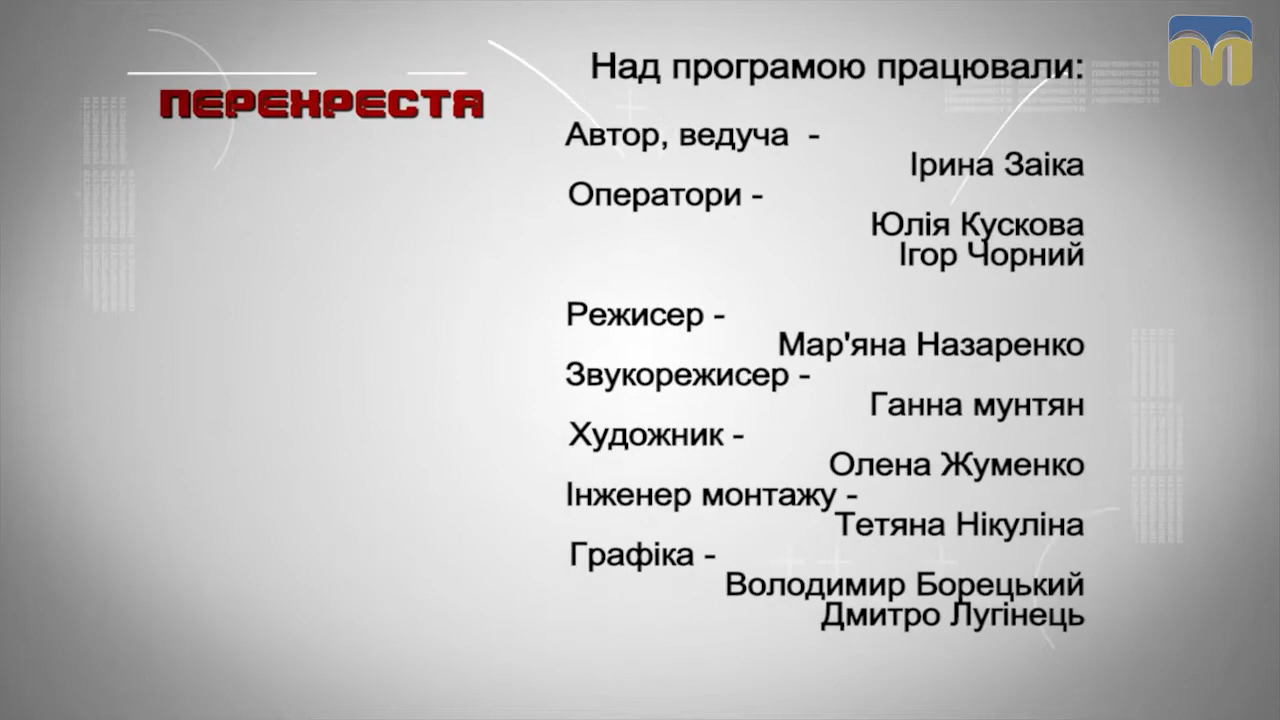 ПЕРЕХРЕСТЯ
Над програмою працювали:
Автор, ведуча -
Ірина Заіка
Оператори -
Юлія Кускова
Ігор Чорний
Режисер -
Мар'яна Назаренко
Звукорежисер -
Ганна мунтян
Художник -
Олена Жуменко
Інженер монтажу -
Тетяна Нікуліна
Графіка -
Володимир Борецький
Дмитро Лугінець